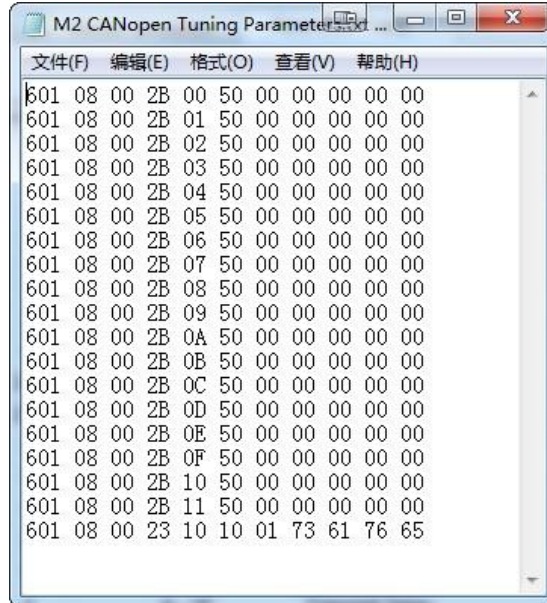 M2 CANopen Tuning Parameters.txt ...
文件(F) 编辑(E) 格式(O) 查看(V) 帮助(H)
601 08 00 2B 00 50 00 00 00 00 00
601 08 00 2B 01 50 00 00 00 00 00
601 08 00 2B 02 50 00 00 00 00 00
601 08 00 2B 03 50 00 00 00 00 00
601 08 00 2B 04 50 00 00 00 00 00
601 08 00 2B 05 50 00 00 00 00 00
601 08 00 2B 06 50 00 00 00 00 00
601 08 00 2B 07 50 00 00 00 00 00
601 08 00 2B 08 50 00 00 00 00 00
601 08 00 2B 09 50 00 00 00 00 00
601 08 00 2B 0A 50 00 00 00 00 00
601 08 00 2B 0B 50 00 00 00 00 00
601 08 00 2B 0C 50 00 00 00 00 00
601 08 00 2B 0D 50 00 00 00 00 00
601 08 00 2B 0E 50 00 00 00 00 00
601 08 00 2B 0F 50 00 00 00 00 00
601 08 00 2B 10 50 00 00 00 00 00
601 08 00 2B 11 50 00 00 00 00 00
601 08 00 23 10 10 01 73 61 76 65